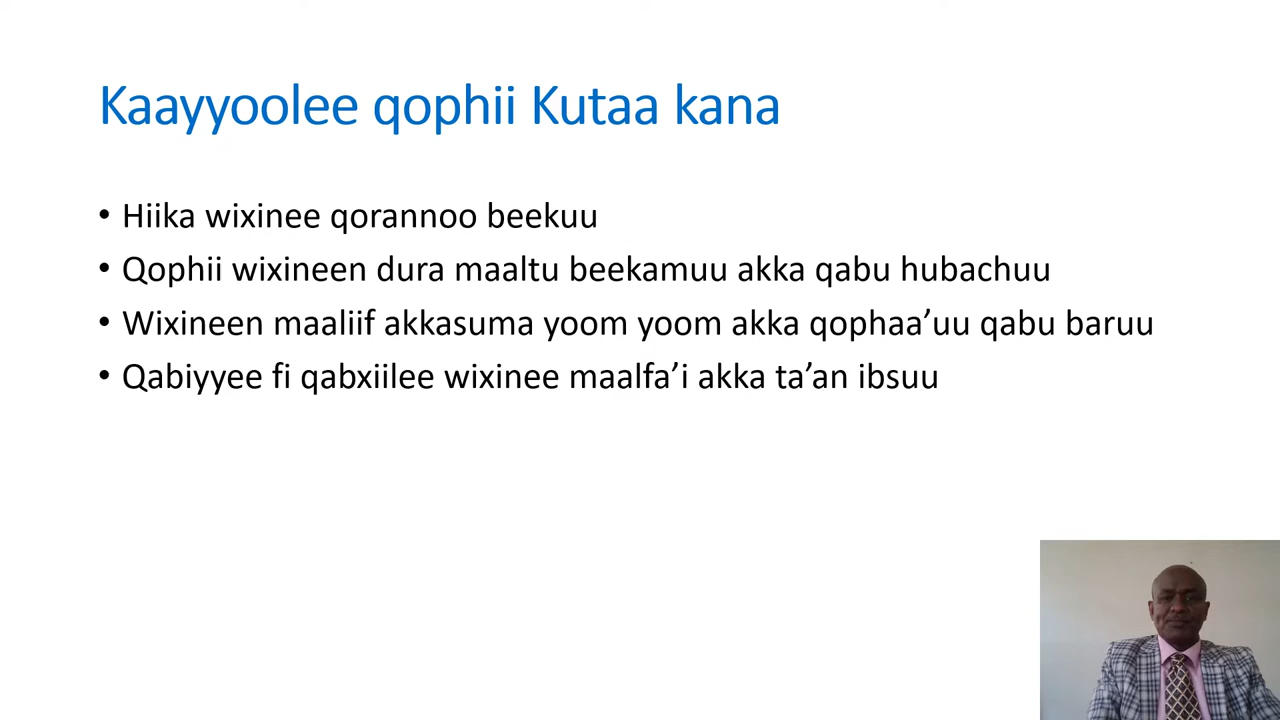 Kaayyoolee qophii Kutaa kana
• Hiika wixinee qorannoo beekuu
• Qophii wixineen dura maaltu beekamuu akka qabu hubachuu
• Wixineen maaliif akkasuma yoom yoom akka qophaa’uu qabu baruu
• Qabiyyee fi qabxiilee wixinee maalfa’i akka ta’an ibsuu